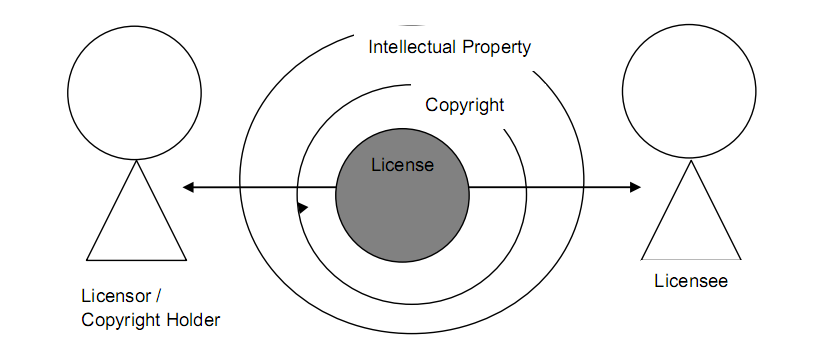 Intellectual Property
Copyright
License
Licensor /
Copyright Holder
Licensee